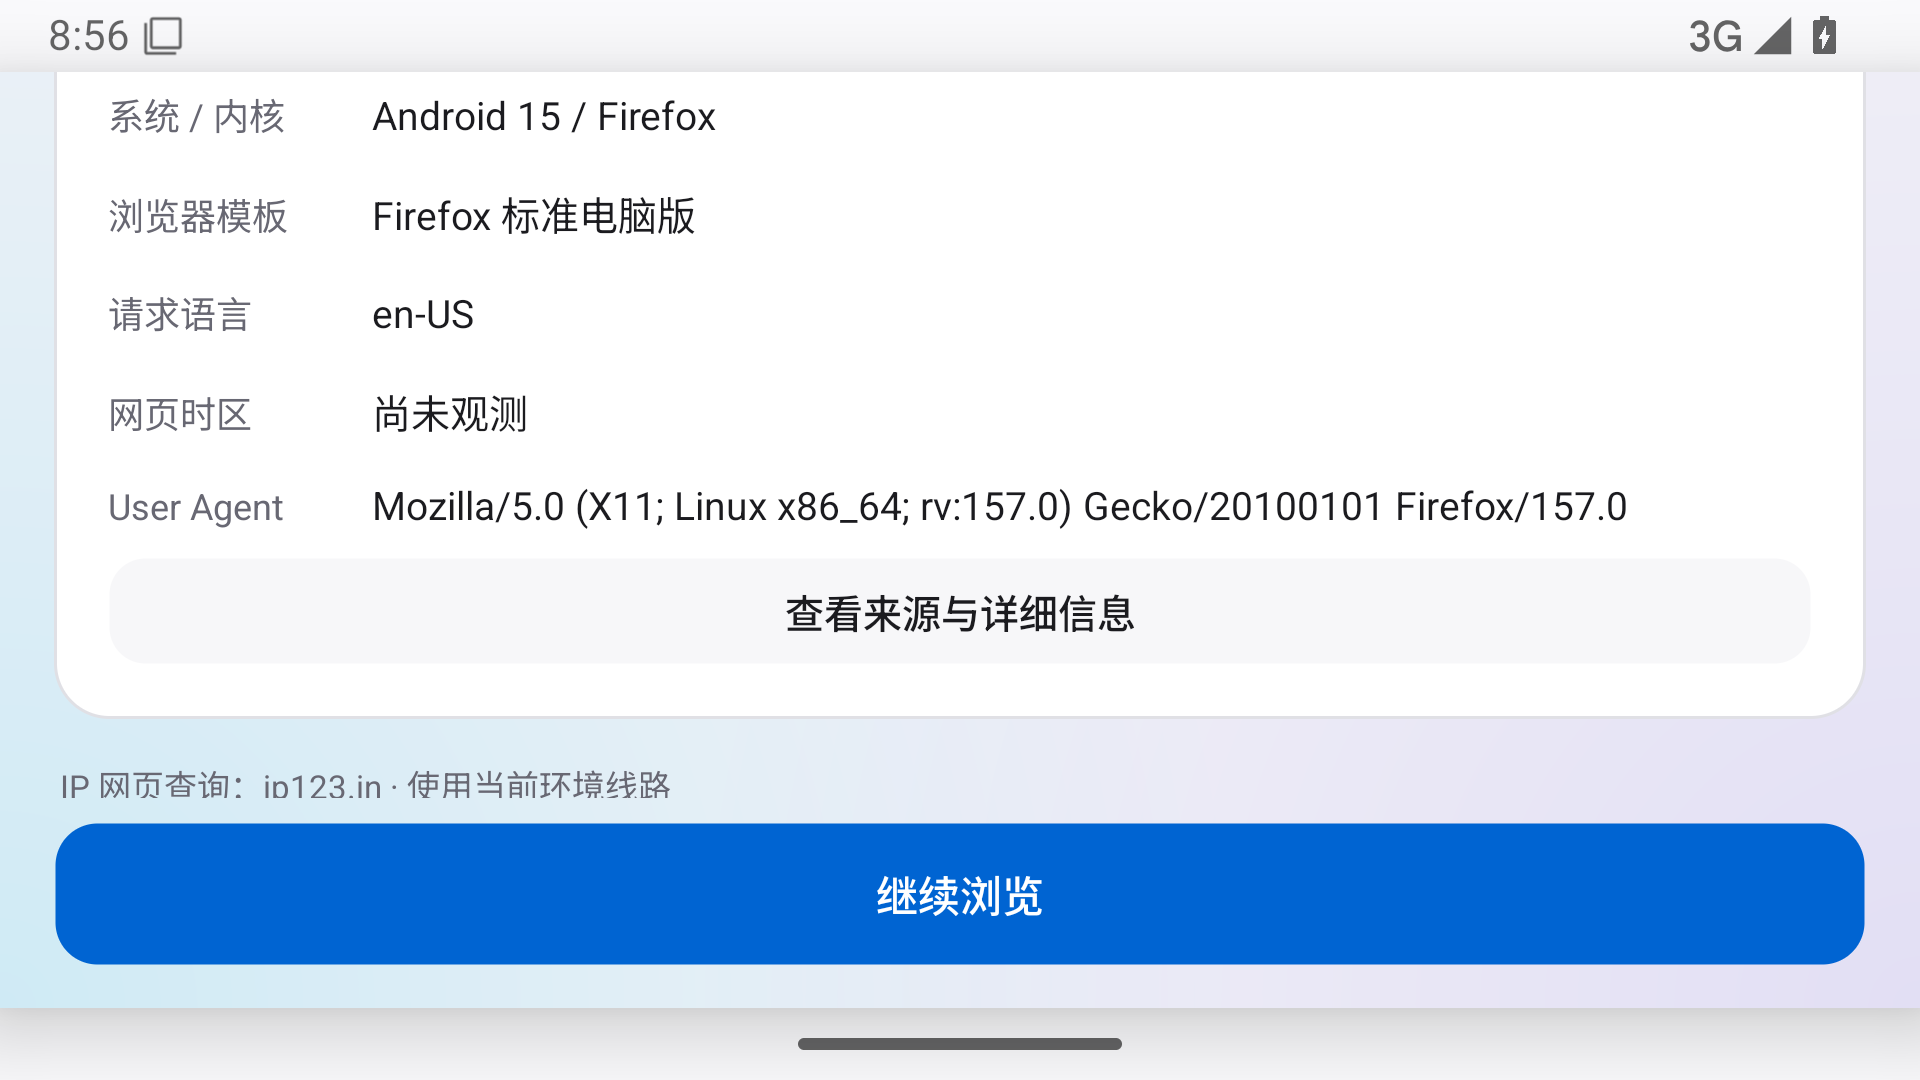 8:56
3G
系统 / 内核 Android 15 / Firefox
浏览器模板 Firefox 标准电脑版
请求语言 en-US
网页时区 尚未观测
User Agent Mozilla/5.0 (X11; Linux x86_64; rv:157.0) Gecko/20100101 Firefox/157.0
查看来源与详细信息
IP 网页查询：ip123.in · 使用当前环境线路
继续浏览